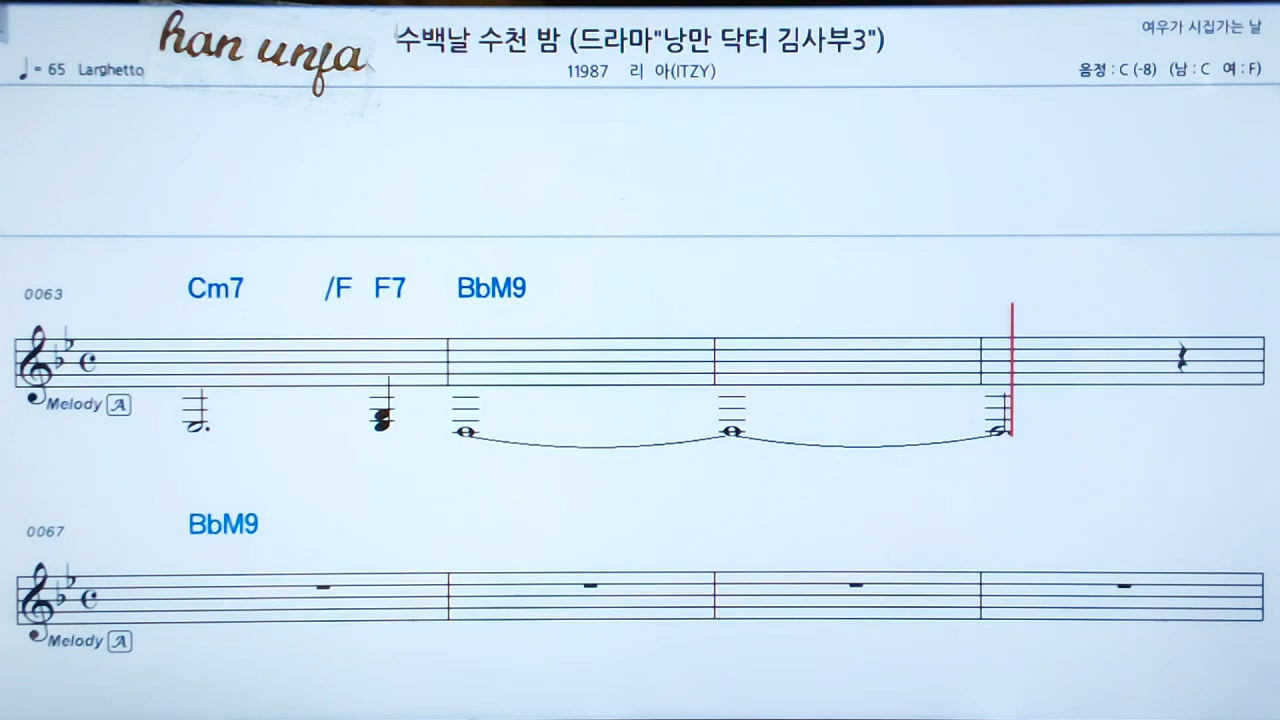 han unfa
수백날 수천 밤 (드라마"낭만 닥터 김사부3")
여우가 시집가는 날
♩= 65 Larghetto
11987 리 아(ITZY)
음정 : C (-8) (남 : C 여 : F)
0063 Cm7 /F F7 BbM9
Melody A
0067 BbM9
Melody A